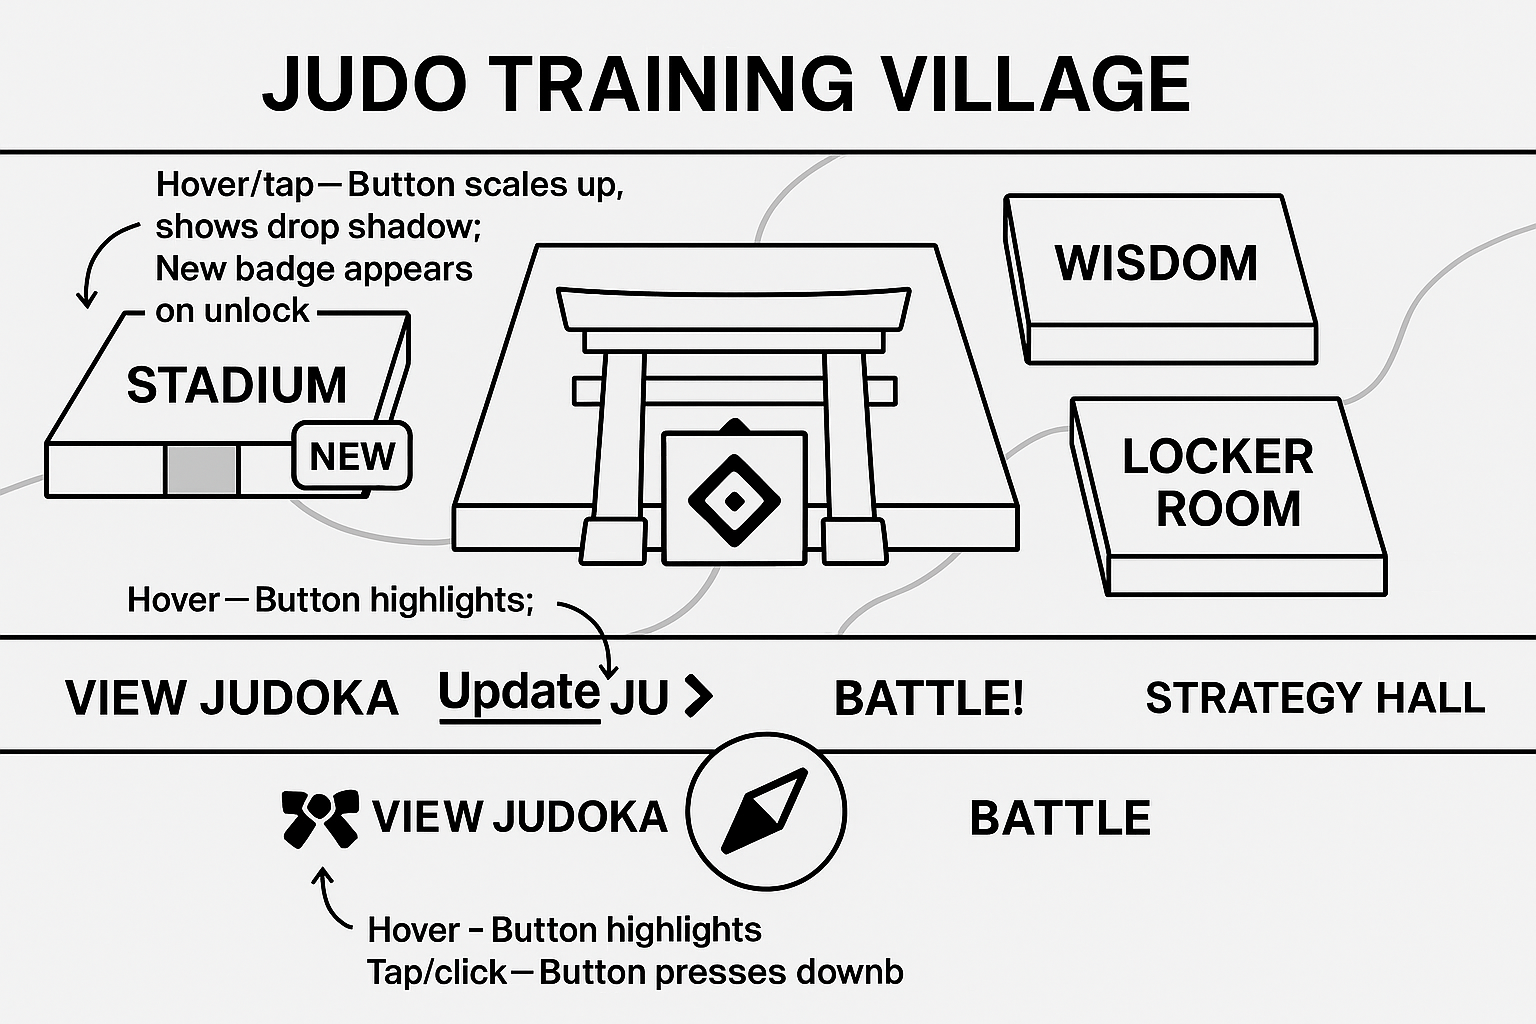 JUDO TRAINING VILLAGE
Hover/tap—Button scales up,
shows drop shadow;
New badge appears
on unlock
STADIUM
NEW
WISDOM
LOCKER
ROOM
Hover—Button highlights;
VIEW JUDOKA Update JU BATTLE! STRATEGY HALL
VIEW JUDOKA BATTLE
Hover - Button highlights
Tap/click—Button presses downb